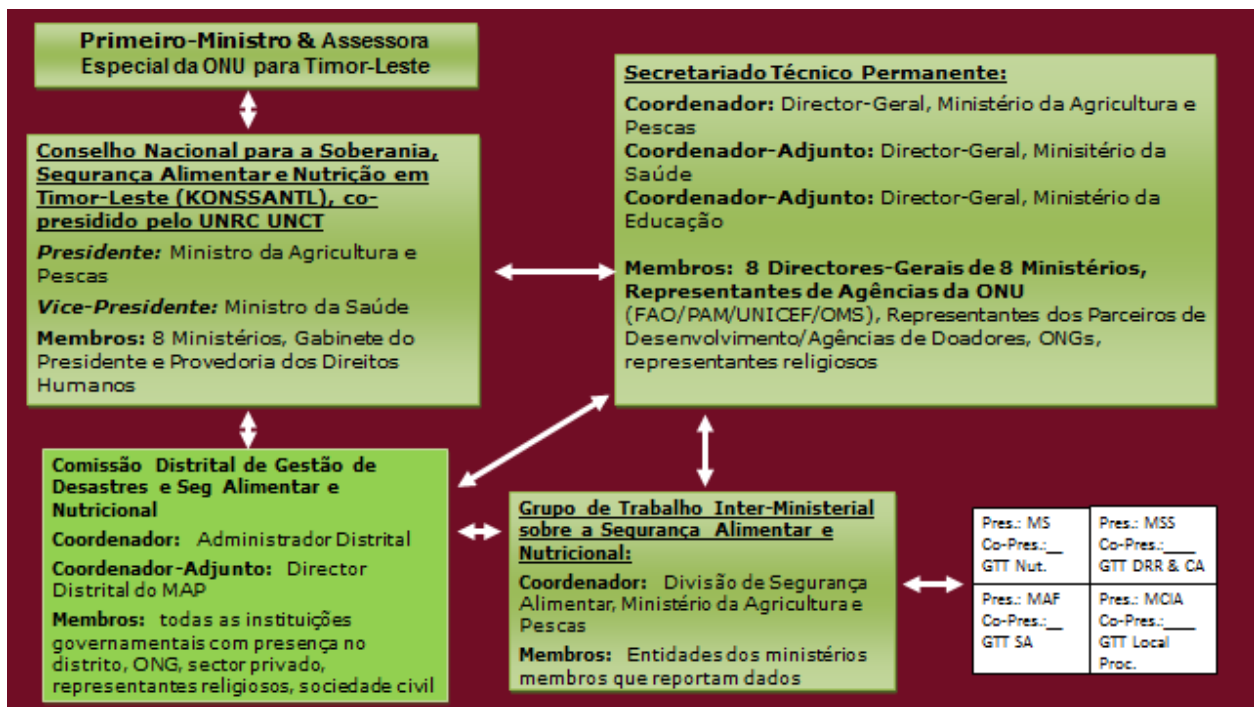 Primeiro-Ministro & Assessora
Especial da ONU para Timor-Leste
Conselho Nacional para a Soberania,
Segurança Alimentar e Nutrição em
Timor-Leste (KONSSANTL), co-
presidido pelo UNRC UNCT
Presidente: Ministro da Agricultura e
Pescas
Vice-Presidente: Ministro da Saúde
Membros: 8 Ministérios, Gabinete do
Presidente e Provedoria dos Direitos
Humanos
Secretariado Técnico Permanente:
Coordenador: Director-Geral, Ministério da Agricultura e
Pescas
Coordenador-Adjunto: Director-Geral, Minisitério da
Saúde
Coordenador-Adjunto: Director-Geral, Ministério da
Educação
Membros: 8 Directores-Gerais de 8 Ministérios,
Representantes de Agências da ONU
(FAO/PAM/UNICEF/OMS), Representantes dos Parceiros de
Desenvolvimento/Agências de Doadores, ONGs,
representantes religiosos
Comissão Distrital de Gestão de
Desastres e Seg Alimentar e
Nutricional
Coordenador: Administrador Distrital
Coordenador-Adjunto: Director
Distrital do MAP
Membros: todas as instituições
governamentais com presença no
distrito, ONG, sector privado,
representantes religiosos, sociedade civil
Grupo de Trabalho Inter-Ministerial
sobre a Segurança Alimentar e
Nutricional:
Coordenador: Divisão de Segurança
Alimentar, Ministério da Agricultura e
Pescas
Membros: Entidades dos ministérios
membros que reportam dados
Pres.: MS
Co-Pres.:__
GTT Nut.
Pres.: MSS
Co-Pres.:____
GTT DRR & CA
Pres.: MAF
Co-Pres.:__
GTT SA
Pres.: MCIA
Co-Pres.:____
GTT Local
Proc.